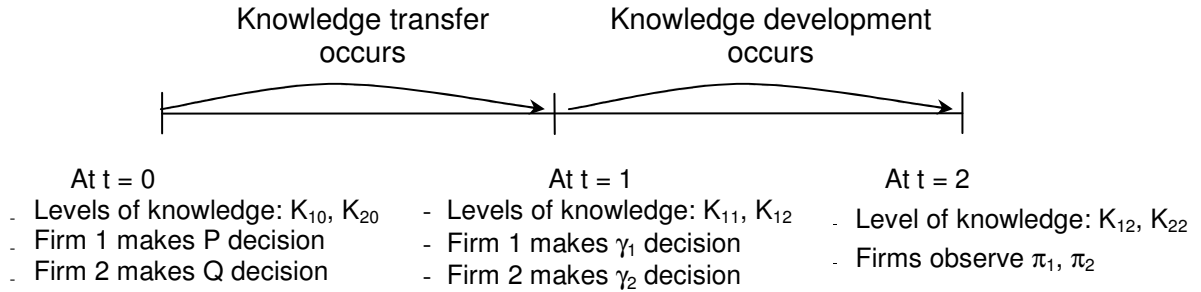 Knowledge transfer
occurs
Knowledge development
occurs
At t = 0
- Levels of knowledge: K₁₀, K₂₀
- Firm 1 makes P decision
- Firm 2 makes Q decision
At t = 1
- Levels of knowledge: K₁₁, K₁₂
- Firm 1 makes γ₁ decision
- Firm 2 makes γ₂ decision
At t = 2
- Level of knowledge: K₁₂, K₂₂
- Firms observe π₁, π₂